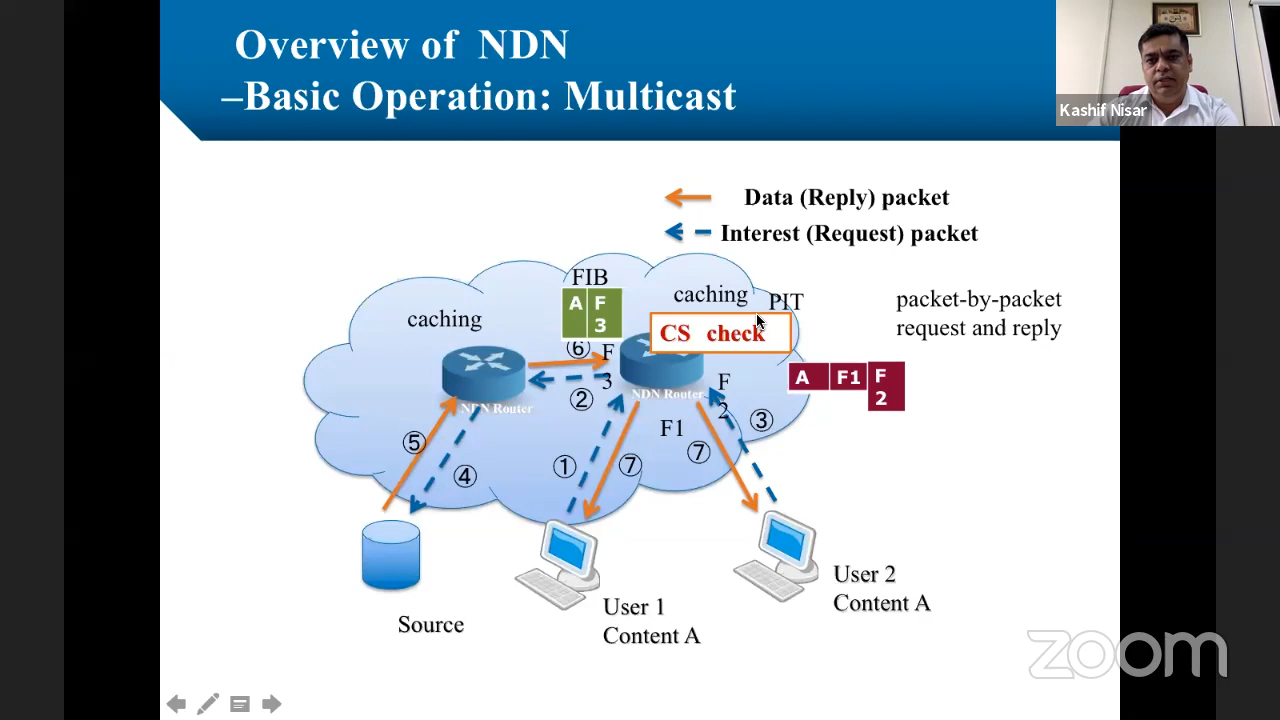 Overview of NDN
–Basic Operation: Multicast
Kashif Nisar
Data (Reply) packet
Interest (Request) packet
FIB
caching
caching
PIT
packet-by-packet
request and reply
A F
3
CS check
⑥ F
3
②
NDN Router
NDN Router
F
2
A F1 F
2
③
F1
⑤
④
①
⑦
⑦
User 1
Content A
User 2
Content A
Source
zoom